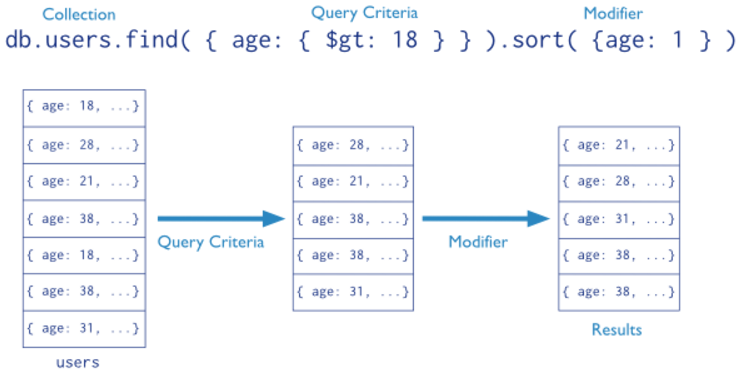 Collection Query Criteria Modifier
db.users.find( { age: { $gt: 18 } } ).sort( {age: 1 } )
{ age: 18, ...}
{ age: 28, ...}
{ age: 21, ...}
{ age: 38, ...}
{ age: 18, ...}
{ age: 38, ...}
{ age: 31, ...}
users
Query Criteria
{ age: 28, ...}
{ age: 21, ...}
{ age: 38, ...}
{ age: 38, ...}
{ age: 31, ...}
Modifier
{ age: 21, ...}
{ age: 28, ...}
{ age: 31, ...}
{ age: 38, ...}
{ age: 38, ...}
Results